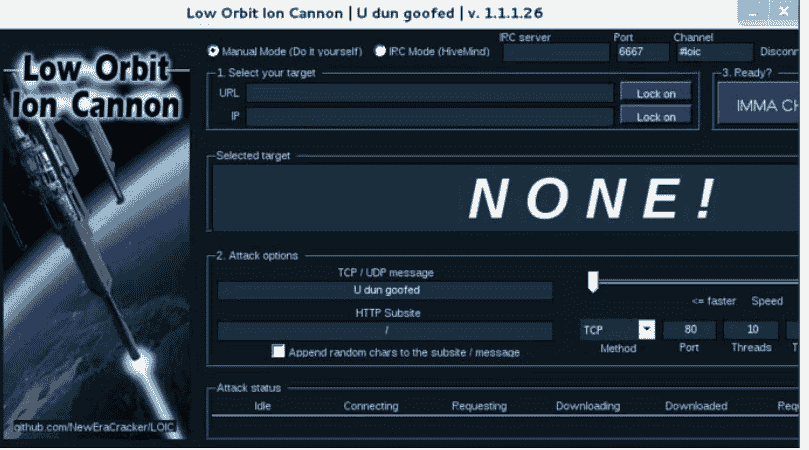 Low Orbit Ion Cannon | U dun goofed | v. 1.1.1.26
IRC server Port Channel
Manual Mode (Do it yourself) IRC Mode (HiveMind) 6667 #loic Disconn
Low Orbit
Ion Cannon
1. Select your target
URL Lock on
IP Lock on
3. Ready?
IMMA CH
Selected target
NONE!
2. Attack options
TCP / UDP message
U dun goofed
HTTP Subsite
/
Append random chars to the subsite / message
<= faster Speed
TCP 80 10
Method Port Threads T
Attack status
Idle Connecting Requesting Downloading Downloaded Req
github.com/NewEraCracker/LOIC